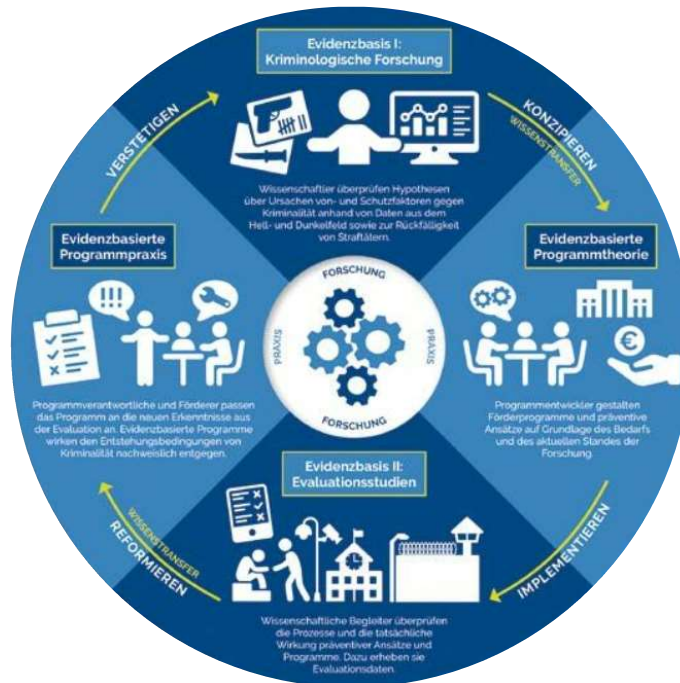 Evidenzbasis I:
Kriminologische Forschung
VERSTETIGEN
KONZIPIEREN
WISSENSTRANSFER
Wissenschaftler überprüfen Hypothesen
über Ursachen von- und Schutzfaktoren gegen
Kriminalität anhand von Daten aus dem
Hell- und Dunkelfeld sowie zur Rückfälligkeit
von Straftätern.
Evidenzbasierte
Programmpraxis
Evidenzbasierte
Programmtheorie
!!!
€
FORSCHUNG
PRAXIS
PRAXIS
FORSCHUNG
Programmverantwortliche und Förderer passen
das Programm an die neuen Erkenntnisse aus
der Evaluation an. Evidenzbasierte Programme
wirken den Entstehungsbedingungen von
Kriminalität nachweislich entgegen.
Programmentwickler gestalten
Förderprogramme und präventive
Ansätze auf Grundlage des Bedarfs
und des aktuellen Standes der
Forschung.
Evidenzbasis II:
Evaluationsstudien
WISSENSTRANSFER
REFORMIEREN
IMPLEMENTIEREN
Wissenschaftliche Begleiter überprüfen
die Prozesse und die tatsächliche
Wirkung präventiver Ansätze und
Programme. Dazu erheben sie
Evaluationsdaten.